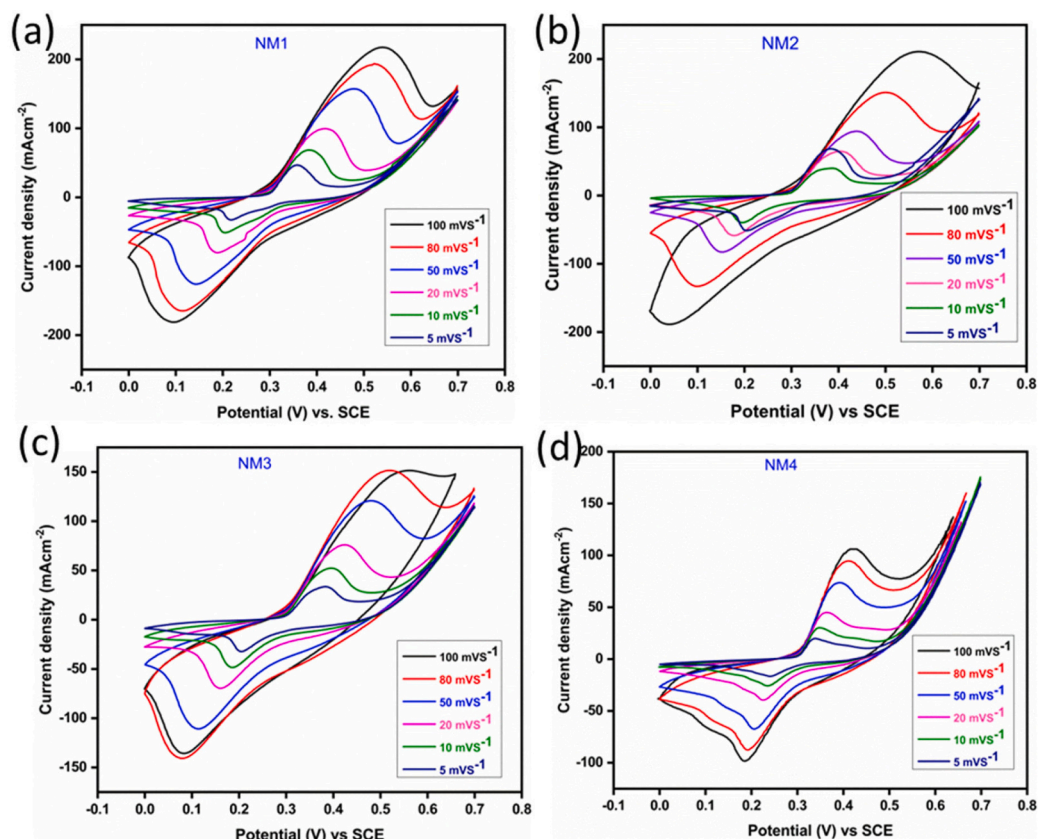 (a)
NM1
Current density (mAcm-2)
200
100
0
-100
-200
100 mVS-1
80 mVS-1
50 mVS-1
20 mVS-1
10 mVS-1
5 mVS-1
-0.1 0.0 0.1 0.2 0.3 0.4 0.5 0.6 0.7 0.8
Potential (V) vs. SCE
(b)
NM2
Current density (mAcm-2)
200
100
0
-100
-200
100 mVS-1
80 mVS-1
50 mVS-1
20 mVS-1
10 mVS-1
5 mVS-1
-0.1 0.0 0.1 0.2 0.3 0.4 0.5 0.6 0.7 0.8
Potential (V) vs SCE
(c)
NM3
Current density (mAcm-2)
150
100
50
0
-50
-100
-150
100 mVS-1
80 mVS-1
50 mVS-1
20 mVS-1
10 mVS-1
5 mVS-1
-0.1 0.0 0.1 0.2 0.3 0.4 0.5 0.6 0.7 0.8
Potential (V) vs SCE
(d)
NM4
Current density (mAcm-2)
200
150
100
50
0
-50
-100
100 mVS-1
80 mVS-1
50 mVS-1
20 mVS-1
10 mVS-1
5 mVS-1
-0.1 0.0 0.1 0.2 0.3 0.4 0.5 0.6 0.7 0.8
Potential (V) vs SCE